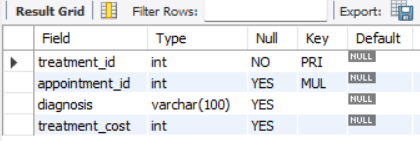 Result Grid Filter Rows: Export:
Field Type Null Key Default
treatment_id int NO PRI NULL
appointment_id int YES MUL NULL
diagnosis varchar(100) YES NULL
treatment_cost int YES NULL